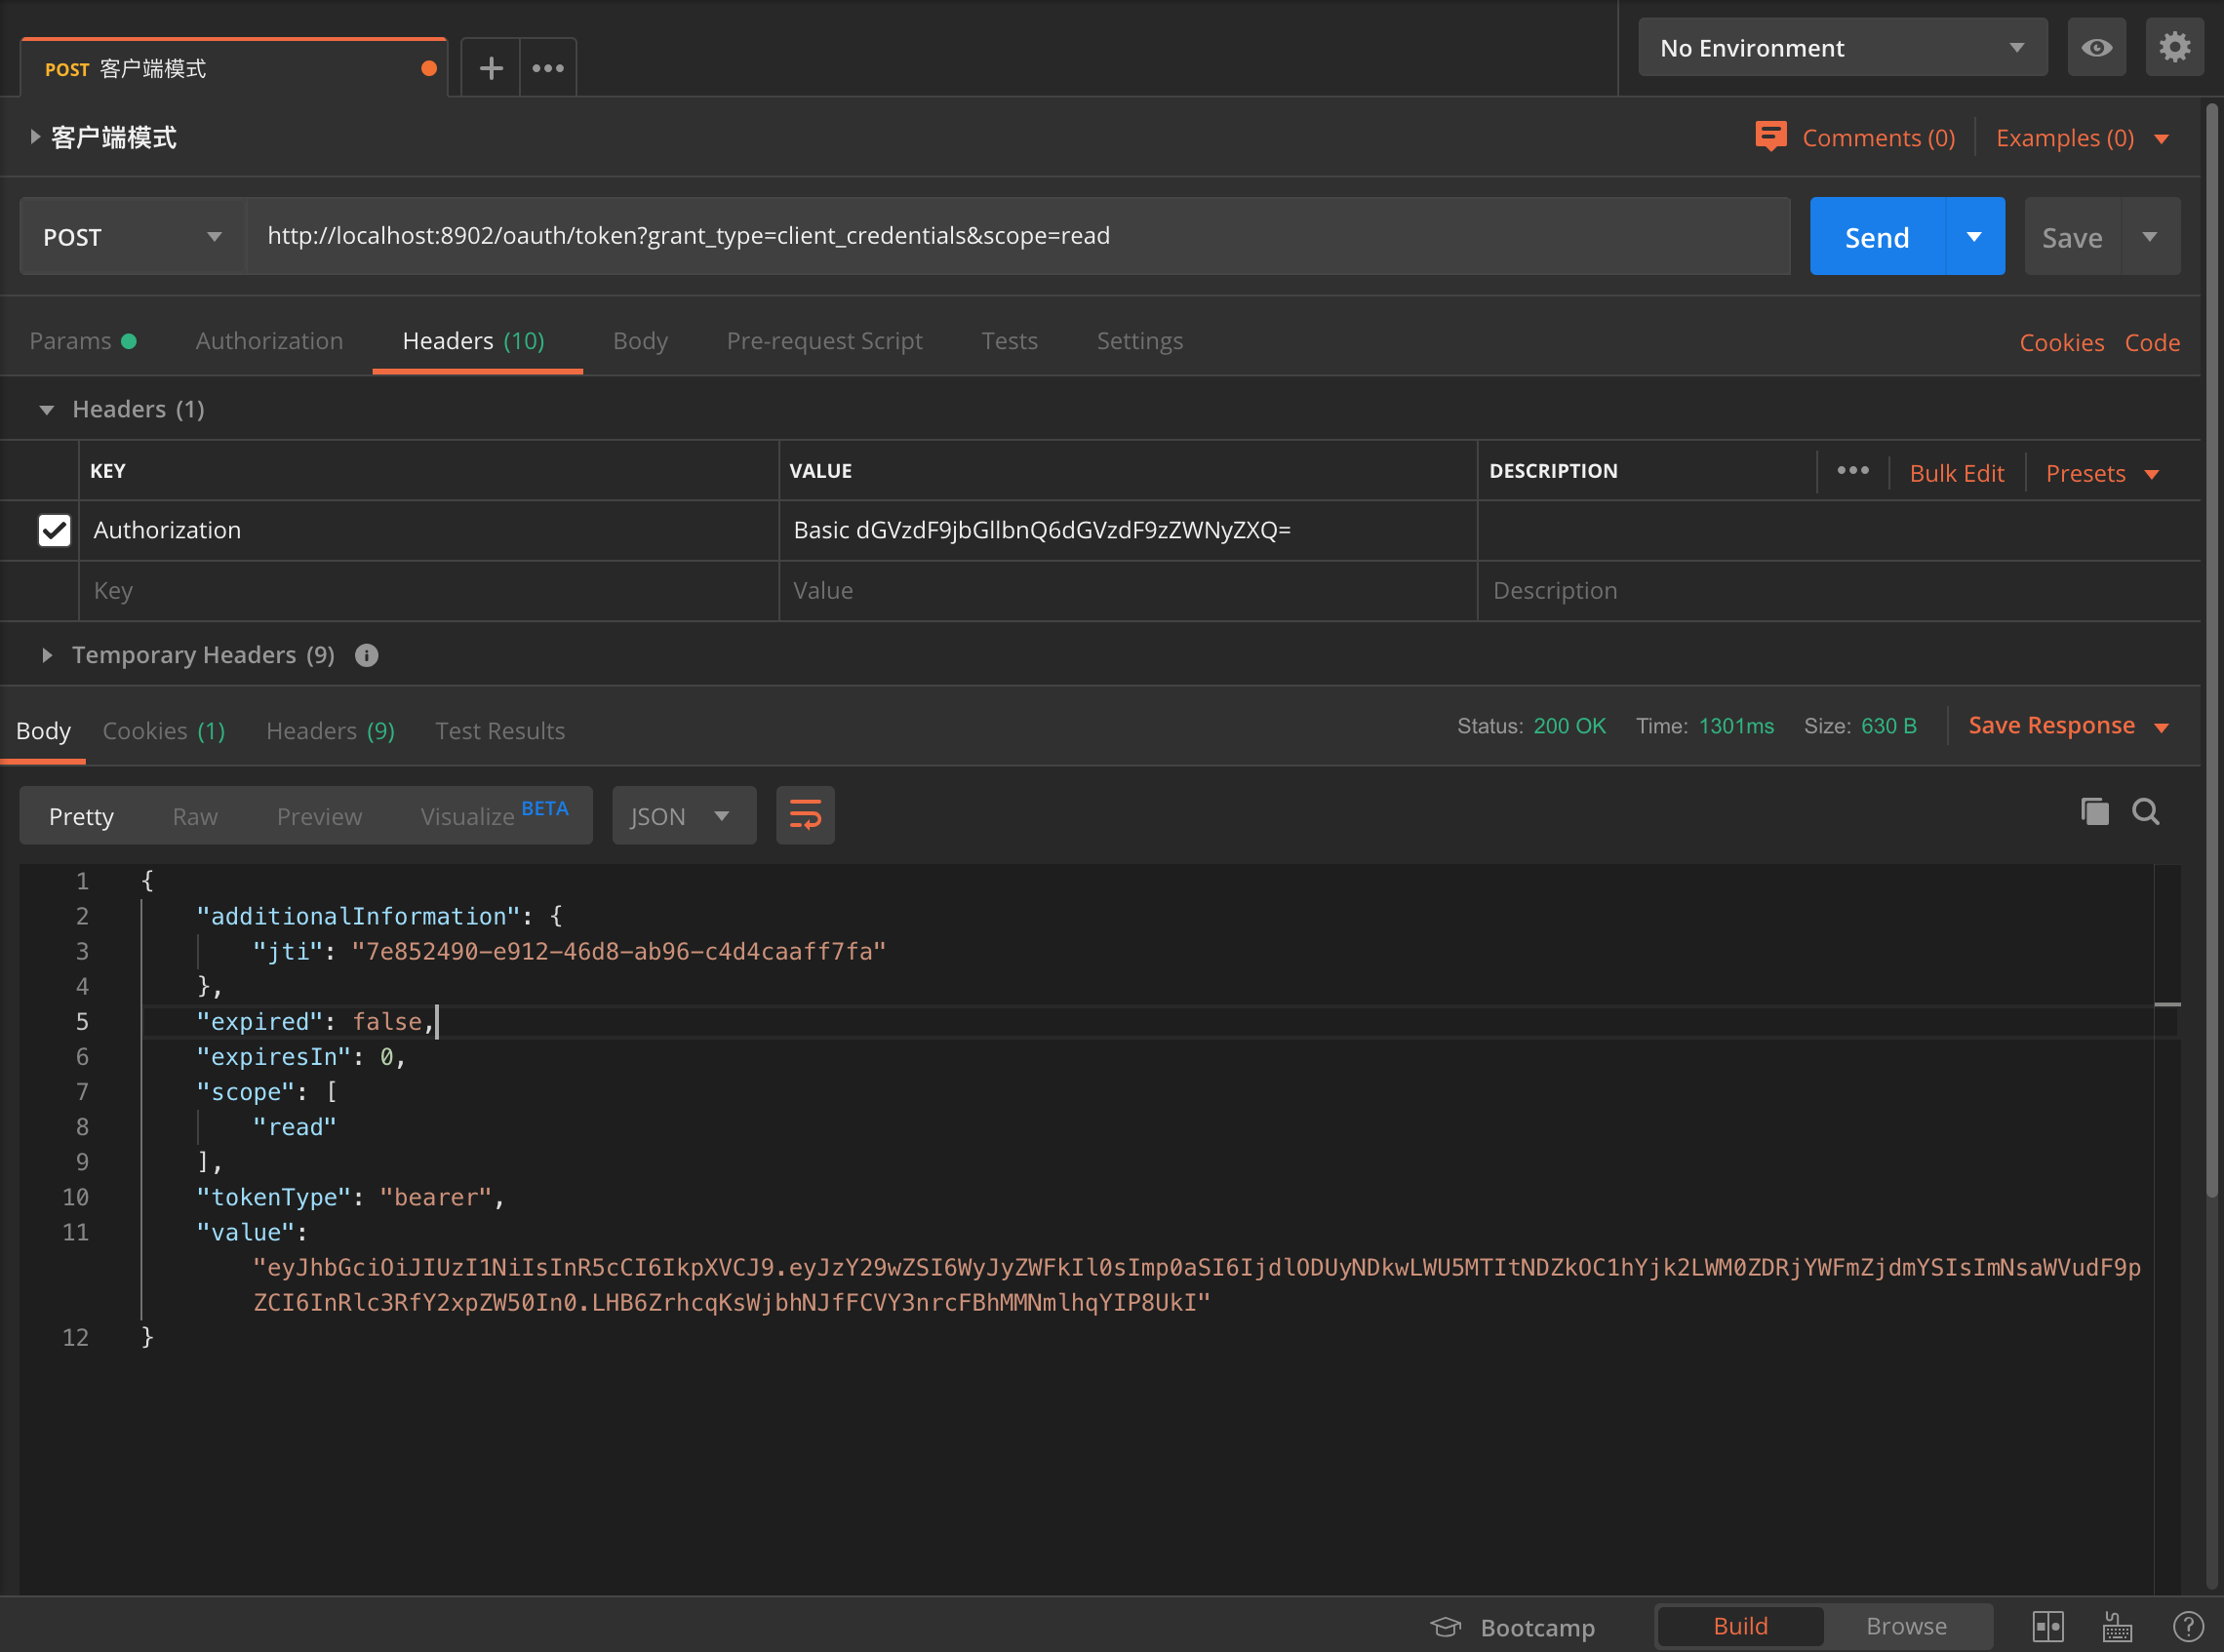 POST 客户端模式
No Environment
客户端模式
Comments (0)
Examples (0)
POST
http://localhost:8902/oauth/token?grant_type=client_credentials&scope=read
Send
Save
Params
Authorization
Headers (10)
Body
Pre-request Script
Tests
Settings
Cookies
Code
Headers (1)
KEY
VALUE
DESCRIPTION
Bulk Edit
Presets
Authorization
Basic dGVzdF9jbGllbnQ6dGVzdF9zZWNyZXQ=
Key
Value
Description
Temporary Headers (9)
Body
Cookies (1)
Headers (9)
Test Results
Status: 200 OK
Time: 1301ms
Size: 630 B
Save Response
Pretty
Raw
Preview
Visualize BETA
JSON
1 {
2 "additionalInformation": {
3 "jti": "7e852490-e912-46d8-ab96-c4d4caaff7fa"
4 },
5 "expired": false,
6 "expiresIn": 0,
7 "scope": [
8 "read"
9 ],
10 "tokenType": "bearer",
11 "value":
"eyJhbGciOiJIUzI1NiIsInR5cCI6IkpXVCJ9.eyJzY29wZSI6WyJyZWFkIl0sImp0aSI6IjdlODUyNDkwLWU5MTItNDZkOC1hYjk2LWM0ZDRjYWFmZjdmYSIsImNsaWVudF9p
ZCI6InRlc3RfY2xpZW50In0.LHB6ZrhcqKsWjbhNJfFCVY3nrcFBhMMNmlhqYIP8UkI"
12 }
Bootcamp
Build
Browse